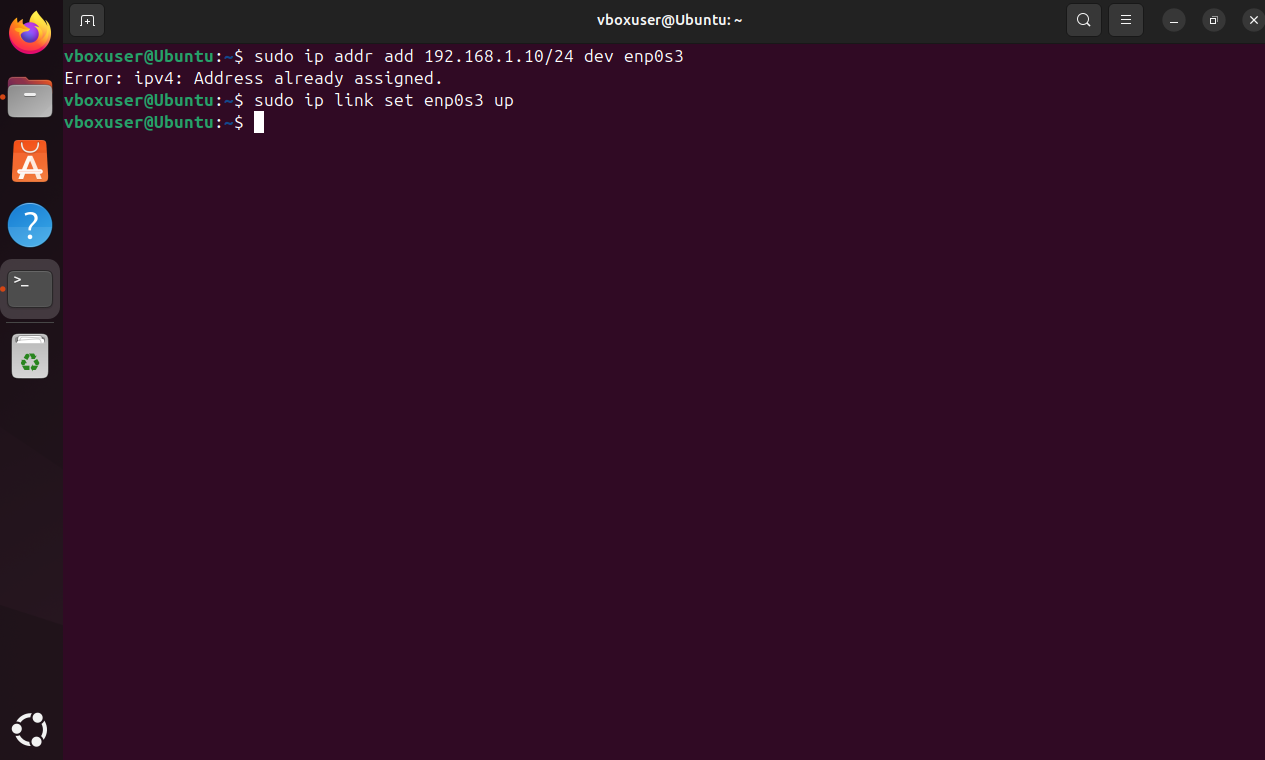 vboxuser@Ubuntu: ~
vboxuser@Ubuntu:~$ sudo ip addr add 192.168.1.10/24 dev enp0s3
Error: ipv4: Address already assigned.
vboxuser@Ubuntu:~$ sudo ip link set enp0s3 up
vboxuser@Ubuntu:~$